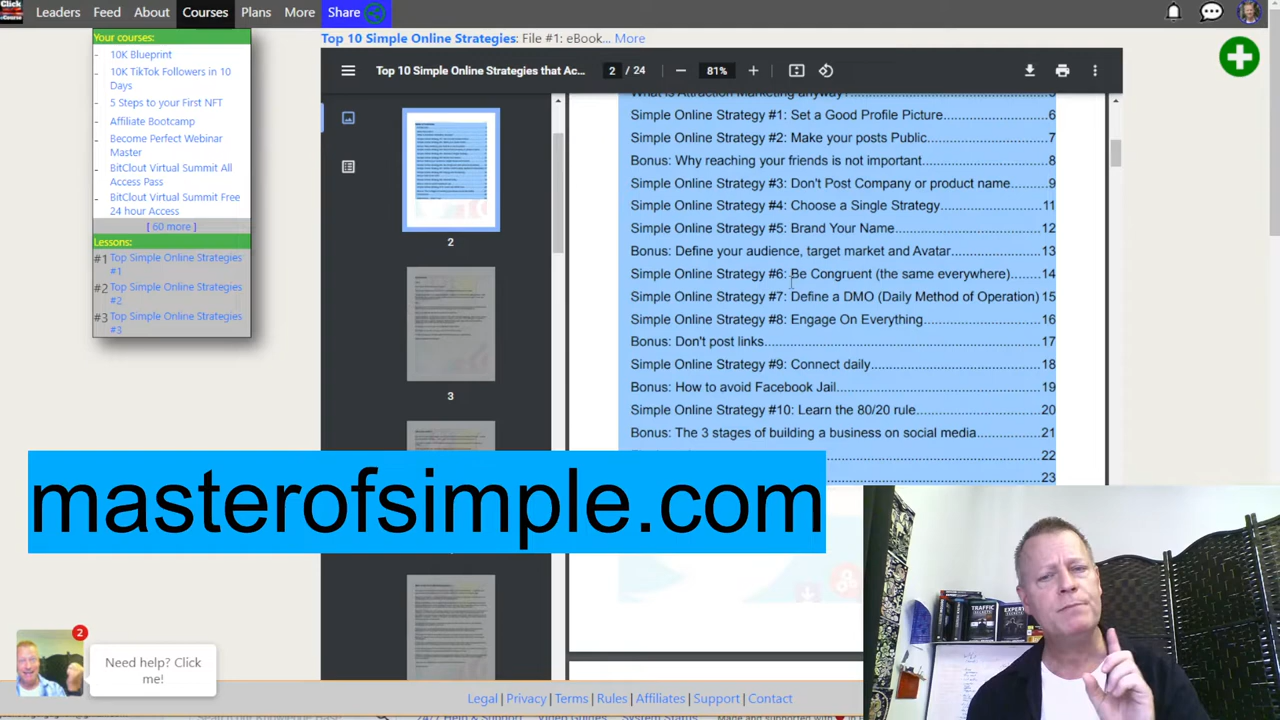 Click
eCourse
Leaders Feed About Courses Plans More Share
Your courses:
- 10K Blueprint
- 10K TikTok Followers in 10
Days
- 5 Steps to your First NFT
- Affiliate Bootcamp
- Become Perfect Webinar
Master
- BitClout Virtual Summit All
Access Pass
- BitClout Virtual Summit Free
24 hour Access
[ 60 more ]
Lessons:
#1 Top Simple Online Strategies
#1
#2 Top Simple Online Strategies
#2
#3 Top Simple Online Strategies
#3
Top 10 Simple Online Strategies: File #1: eBook... More
Top 10 Simple Online Strategies that Ac... 2 / 24 81%
2
3
What is Attraction Marketing anyway?
Simple Online Strategy #1: Set a Good Profile Picture 6
Simple Online Strategy #2: Make your posts Public 7
Bonus: Why reaching your friends is not important 8
Simple Online Strategy #3: Don't Post Company or product name 9
Simple Online Strategy #4: Choose a Single Strategy 11
Simple Online Strategy #5: Brand Your Name 12
Bonus: Define your audience, target market and Avatar 13
Simple Online Strategy #6: Be Congruent (the same everywhere) 14
Simple Online Strategy #7: Define a DMO (Daily Method of Operation) 15
Simple Online Strategy #8: Engage On Everything 16
Bonus: Don't post links 17
Simple Online Strategy #9: Connect daily 18
Bonus: How to avoid Facebook Jail 19
Simple Online Strategy #10: Learn the 80/20 rule 20
Bonus: The 3 stages of building a business on social media 21
22
23
masterofsimple.com
TRAFFIC
SECRETS
EXPERT
2
Need help? Click
me!
Legal | Privacy | Terms | Rules | Affiliates | Support | Contact